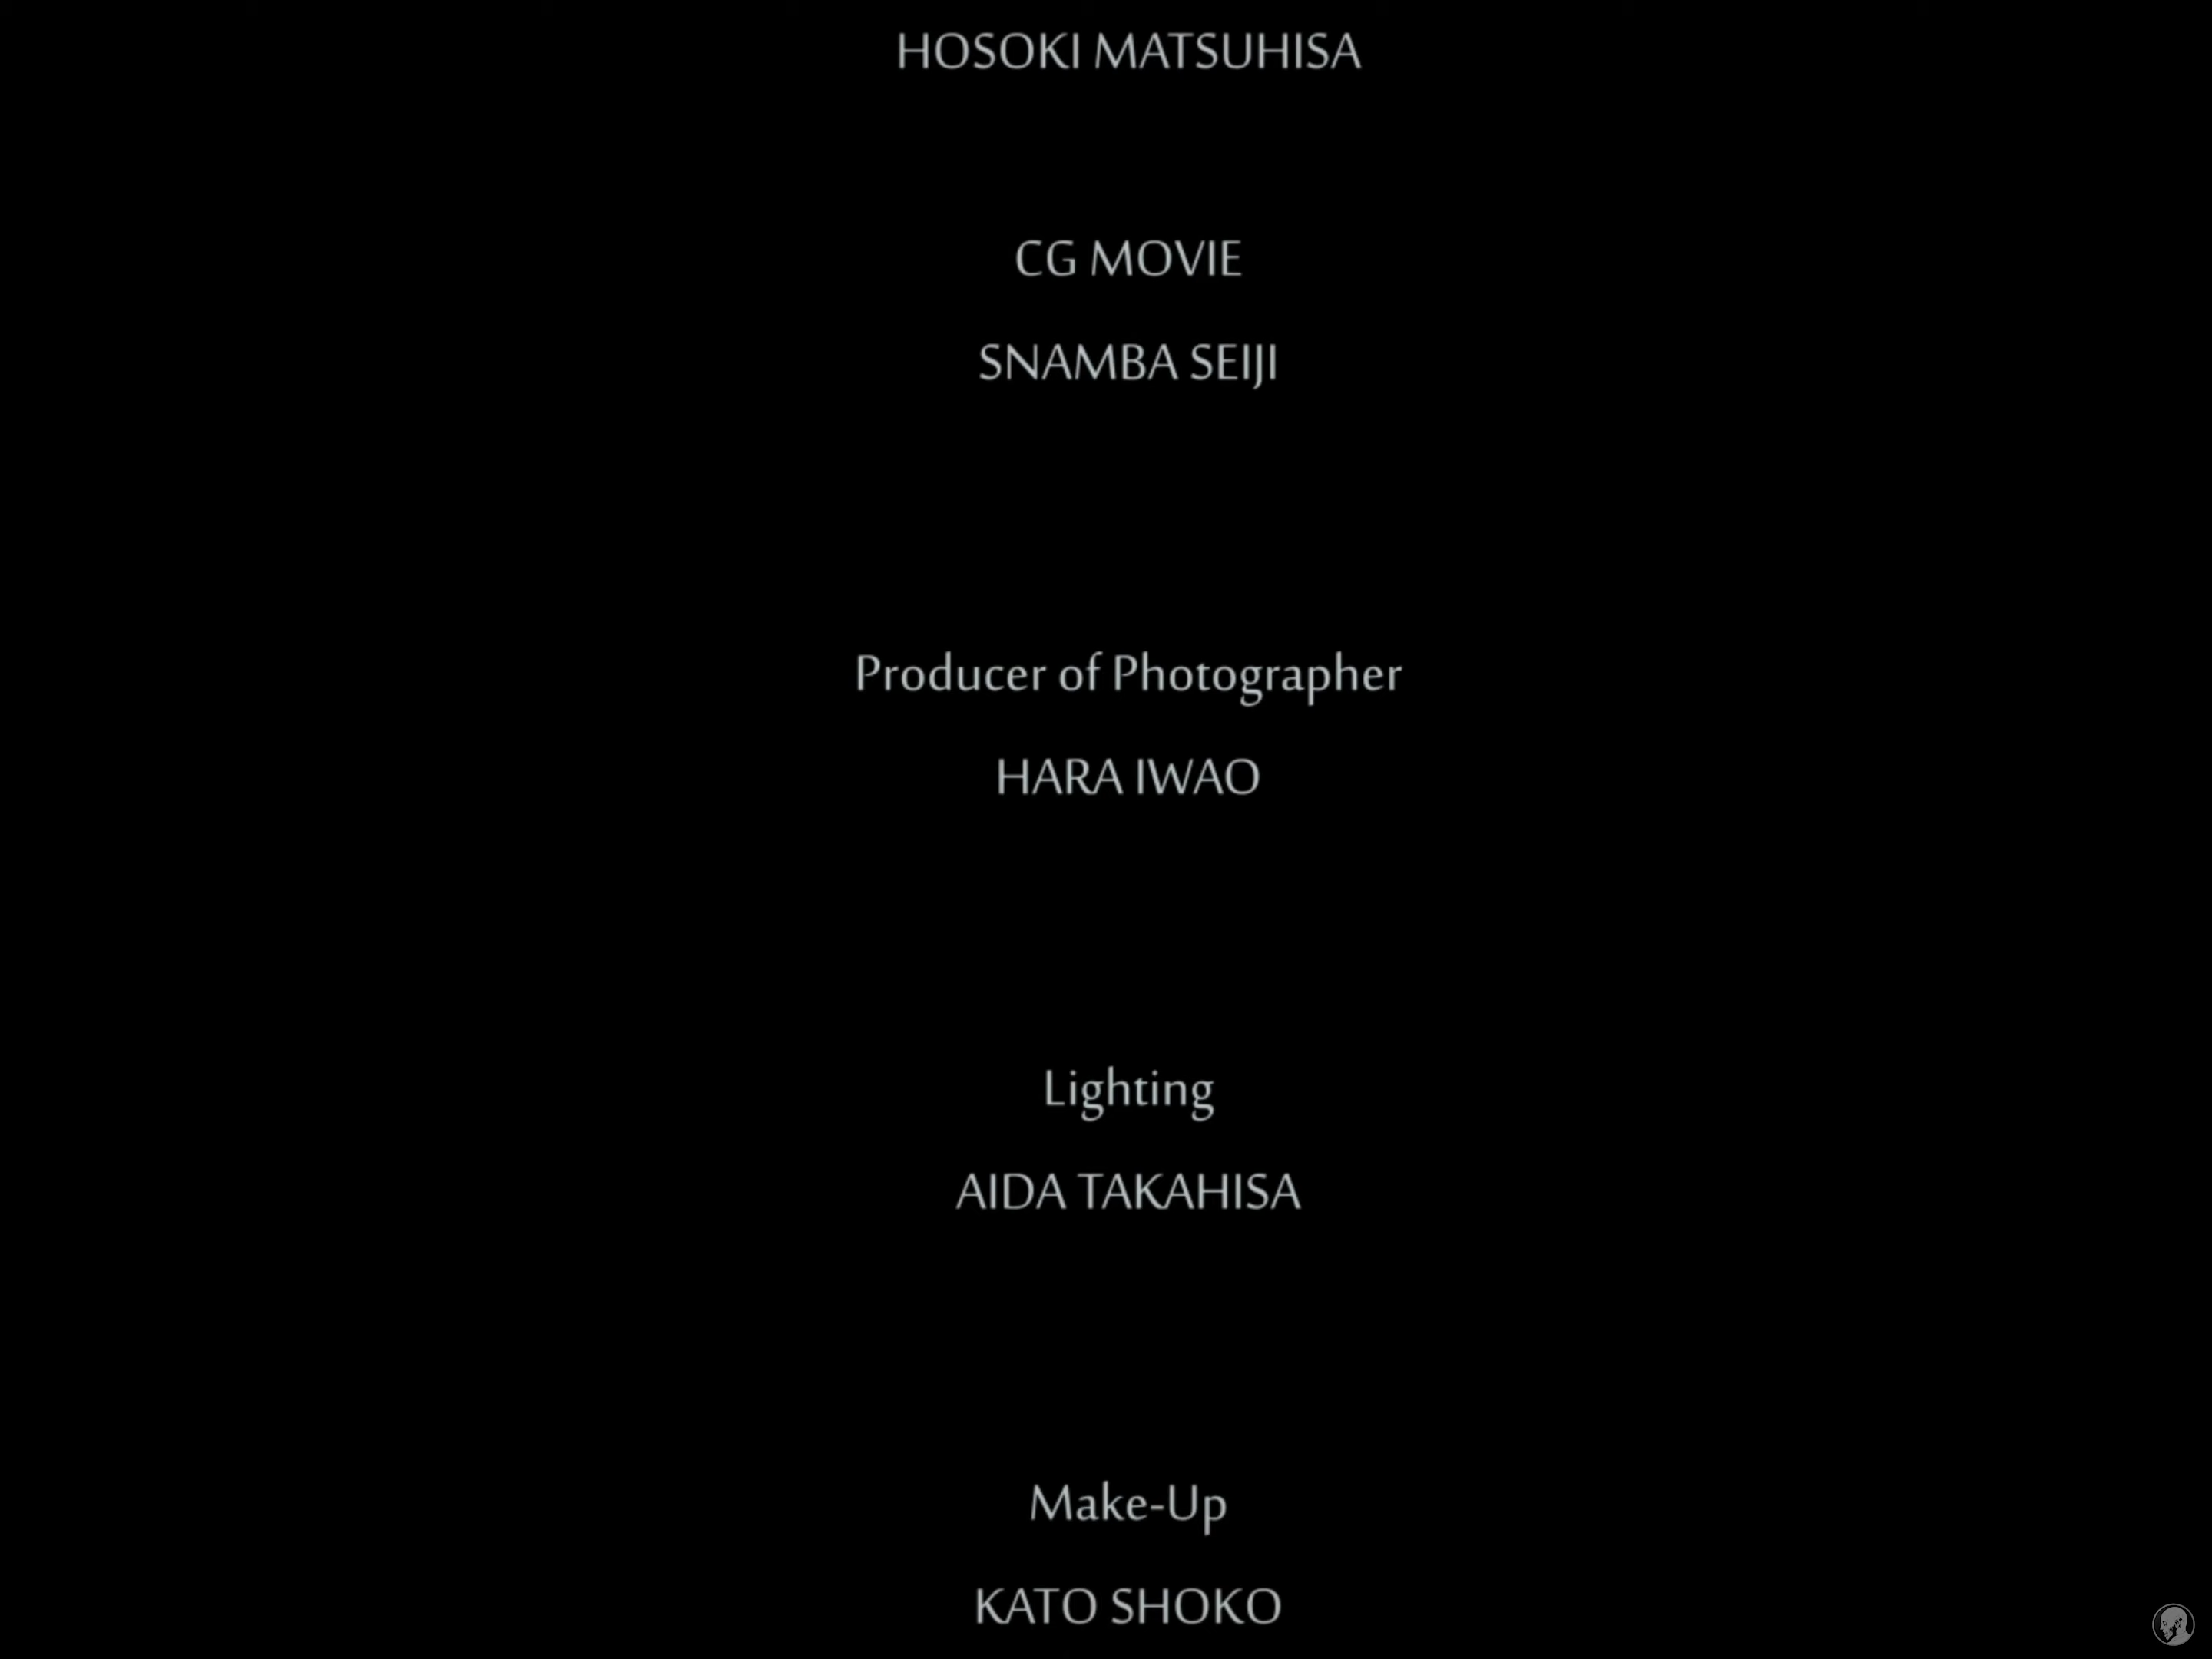 HOSOKI MATSUHISA
CG MOVIE
SNAMBA SEIJI
Producer of Photographer
HARA IWAO
Lighting
AIDA TAKAHISA
Make-Up
KATO SHOKO